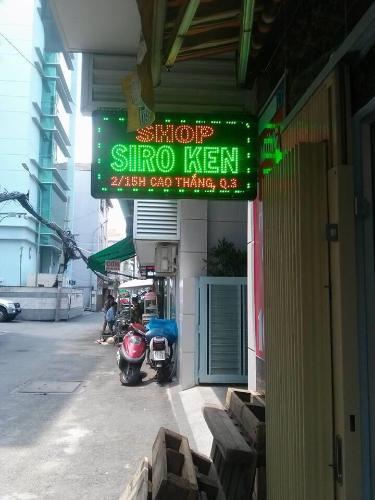 SHOP
SIRO KEN
2/15H CAO THẮNG, Q.3